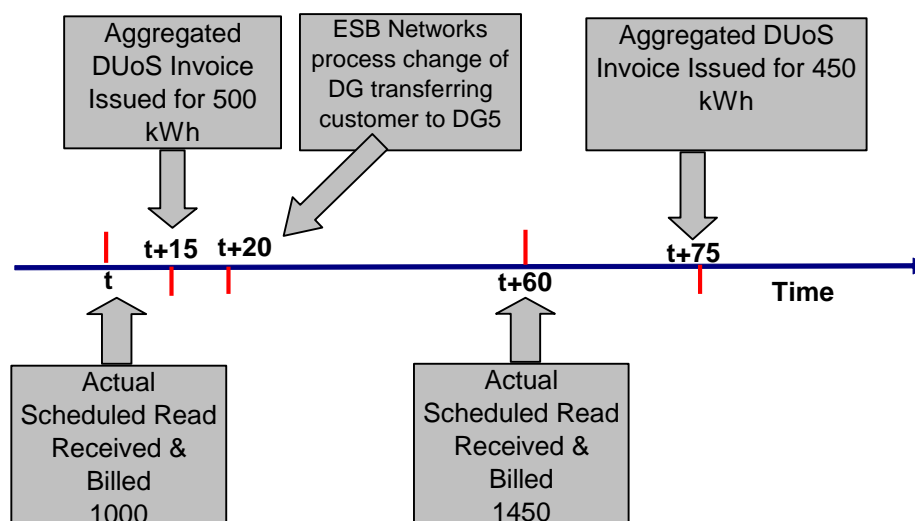 Aggregated
DUoS Invoice
Issued for 500
kWh
ESB Networks
process change of
DG transferring
customer to DG5
Aggregated DUoS
Invoice Issued for 450
kWh
t+15
t+20
t+75
t
t+60
Time
Actual
Scheduled Read
Received &
Billed
1000
Actual
Scheduled Read
Received &
Billed
1450